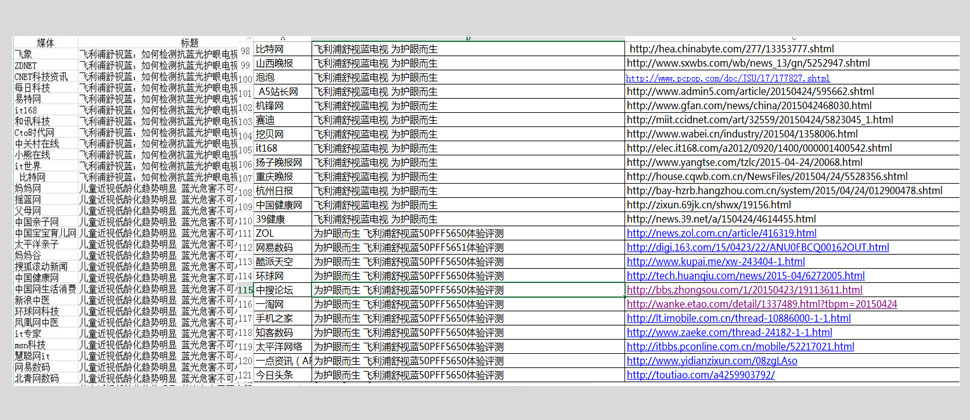 媒体 标题
飞象 飞利浦舒视蓝：如何检测抗蓝光护眼电视
ZDNET 飞利浦舒视蓝：如何检测抗蓝光护眼电视
CNET科技资讯 飞利浦舒视蓝：如何检测抗蓝光护眼电视
每日科技 飞利浦舒视蓝：如何检测抗蓝光护眼电视
易特网 飞利浦舒视蓝：如何检测抗蓝光护眼电视
it168 飞利浦舒视蓝：如何检测抗蓝光护眼电视
和讯科技 飞利浦舒视蓝：如何检测抗蓝光护眼电视
Cto时代网 飞利浦舒视蓝：如何检测抗蓝光护眼电视
中关村在线 飞利浦舒视蓝：如何检测抗蓝光护眼电视
小熊在线 飞利浦舒视蓝：如何检测抗蓝光护眼电视
it世界 飞利浦舒视蓝：如何检测抗蓝光护眼电视
比特网 飞利浦舒视蓝：如何检测抗蓝光护眼电视
妈妈网 儿童近视低龄化趋势明显 蓝光危害不可
摇篮网 儿童近视低龄化趋势明显 蓝光危害不可
父母网 儿童近视低龄化趋势明显 蓝光危害不可
中国亲子网 儿童近视低龄化趋势明显 蓝光危害不可
中国宝宝育儿网 儿童近视低龄化趋势明显 蓝光危害不可
太平洋亲子 儿童近视低龄化趋势明显 蓝光危害不可
妈妈谷 儿童近视低龄化趋势明显 蓝光危害不可
搜狐滚动新闻 儿童近视低龄化趋势明显 蓝光危害不可
中国健康网 儿童近视低龄化趋势明显 蓝光危害不可
中国网生活消费 儿童近视低龄化趋势明显 蓝光危害不可
新浪中医 儿童近视低龄化趋势明显 蓝光危害不可
环球网科技 儿童近视低龄化趋势明显 蓝光危害不可
凤凰网中医 儿童近视低龄化趋势明显 蓝光危害不可
it专家 儿童近视低龄化趋势明显 蓝光危害不可
msn科技 儿童近视低龄化趋势明显 蓝光危害不可
慧聪网it 儿童近视低龄化趋势明显 蓝光危害不可
网易数码 儿童近视低龄化趋势明显 蓝光危害不可
北青网数码 儿童近视低龄化趋势明显 蓝光危害不可
98 比特网 飞利浦舒视蓝电视 为护眼而生 http://hea.chinabyte.com/277/13353777.shtml
99 山西晚报 飞利浦舒视蓝电视 为护眼而生 http://www.sxwbs.com/wb/news_13/gn/5252947.shtml
100 泡泡 飞利浦舒视蓝电视 为护眼而生 http://www.pcpop.com/doc/ISU/17/177827.shtml
101 A5站长网 飞利浦舒视蓝电视 为护眼而生 http://www.admin5.com/article/20150424/595662.shtml
102 机锋网 飞利浦舒视蓝电视 为护眼而生 http://www.gfan.com/news/china/2015042468030.html
103 赛迪 飞利浦舒视蓝电视 为护眼而生 http://miit.ccidnet.com/art/32559/20150424/5823045_1.html
104 挖贝网 飞利浦舒视蓝电视 为护眼而生 http://www.wabei.cn/industry/201504/1358006.html
105 it168 飞利浦舒视蓝电视 为护眼而生 http://elec.it168.com/a2012/0920/1400/000001400542.shtml
106 扬子晚报网 飞利浦舒视蓝电视 为护眼而生 http://www.yangtse.com/tzlc/2015-04-24/20068.html
107 重庆晚报 飞利浦舒视蓝电视 为护眼而生 http://house.cqwb.com.cn/NewsFiles/201504/24/5528356.shtml
108 杭州日报 飞利浦舒视蓝电视 为护眼而生 http://bay-hzrb.hangzhou.com.cn/system/2015/04/24/012900478.shtml
109 中国健康网 飞利浦舒视蓝电视 为护眼而生 http://zixun.69jk.cn/shwx/19156.html
110 39健康 飞利浦舒视蓝电视 为护眼而生 http://news.39.net/a/150424/4614455.html
111 ZOL 为护眼而生 飞利浦舒视蓝50PFF5650体验评测 http://news.zol.com.cn/article/416319.html
112 网易数码 为护眼而生 飞利浦舒视蓝50PFF5651体验评测 http://digi.163.com/15/0423/22/ANU0FBCQ00162OUT.html
113 酷派天空 为护眼而生 飞利浦舒视蓝50PFF5650体验评测 http://www.kupai.me/xw-243404-1.html
114 环球网 为护眼而生 飞利浦舒视蓝50PFF5650体验评测 http://tech.huanqiu.com/news/2015-04/6272005.html
115 中搜论坛 为护眼而生 飞利浦舒视蓝50PFF5650体验评测 http://bbs.zhongsou.com/1/20150423/19113611.html
116 一淘网 为护眼而生 飞利浦舒视蓝50PFF5650体验评测 http://wanke.etao.com/detail/1337489.html?tbpm=20150424
117 手机之家 为护眼而生 飞利浦舒视蓝50PFF5650体验评测 http://lt.imobile.com.cn/thread-10886000-1-1.html
118 知客数码 为护眼而生 飞利浦舒视蓝50PFF5650体验评测 http://www.zaeke.com/thread-24182-1-1.html
119 太平洋网络 为护眼而生 飞利浦舒视蓝50PFF5650体验评测 http://itbbs.pconline.com.cn/mobile/52217021.html
120 一点资讯（AP 为护眼而生 飞利浦舒视蓝50PFF5650体验评测 http://www.yidianzixun.com/08zgLAso
121 今日头条 为护眼而生 飞利浦舒视蓝50PFF5650体验评测 http://toutiao.com/a4259903792/